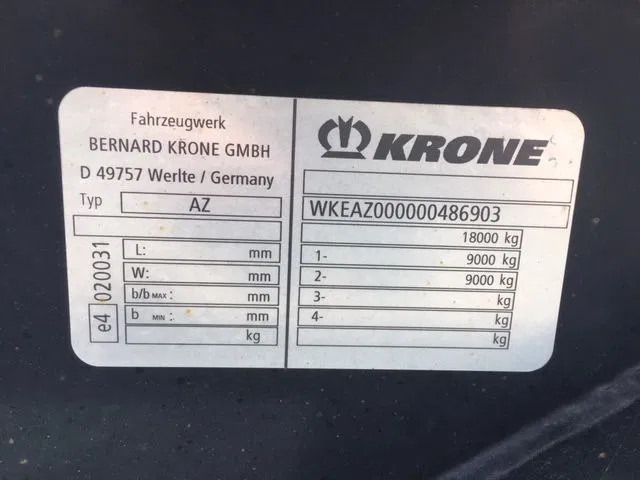 Fahrzeugwerk
BERNARD KRONE GMBH
D 49757 Werlte / Germany
Typ AZ
L: mm
W: mm
b/b MAX : mm
b MIN : mm
kg
e4 020031
KRONE
WKEAZ000000486903
18000 kg
1- 9000 kg
2- 9000 kg
3- kg
4- kg
kg